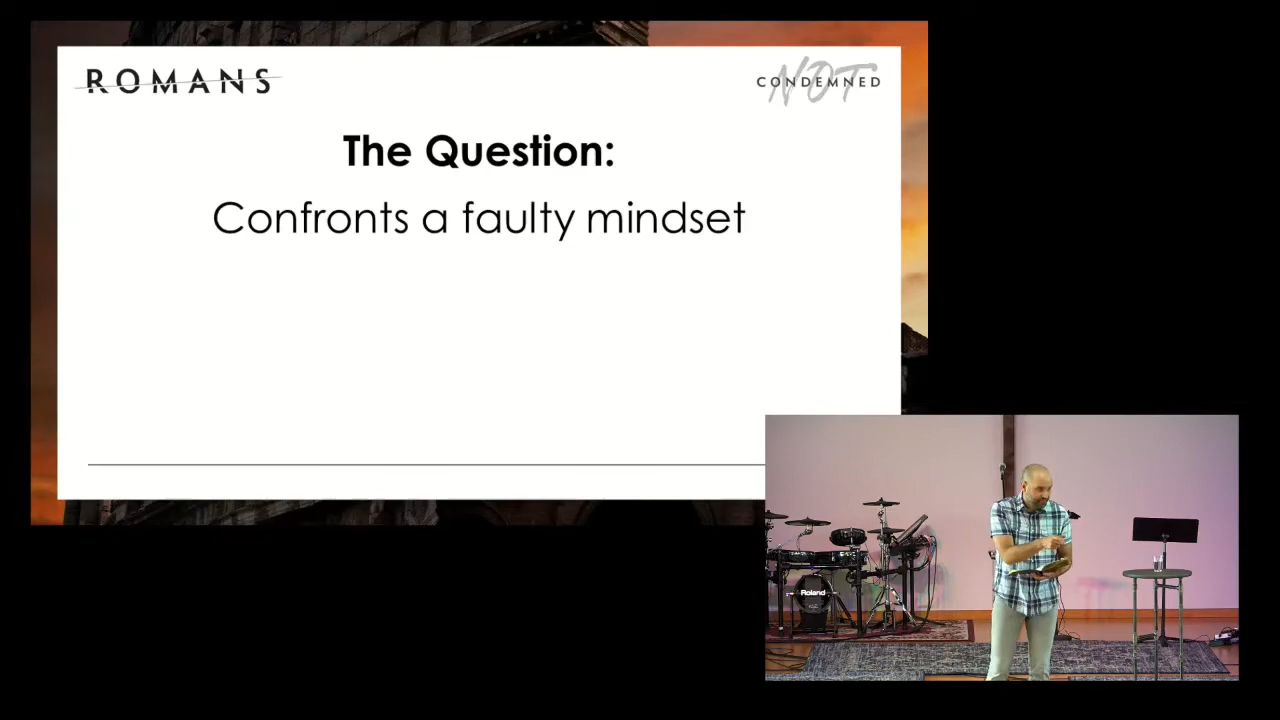 ROMANS
CONDEMNED
NOT
The Question:
Confronts a faulty mindset
Roland